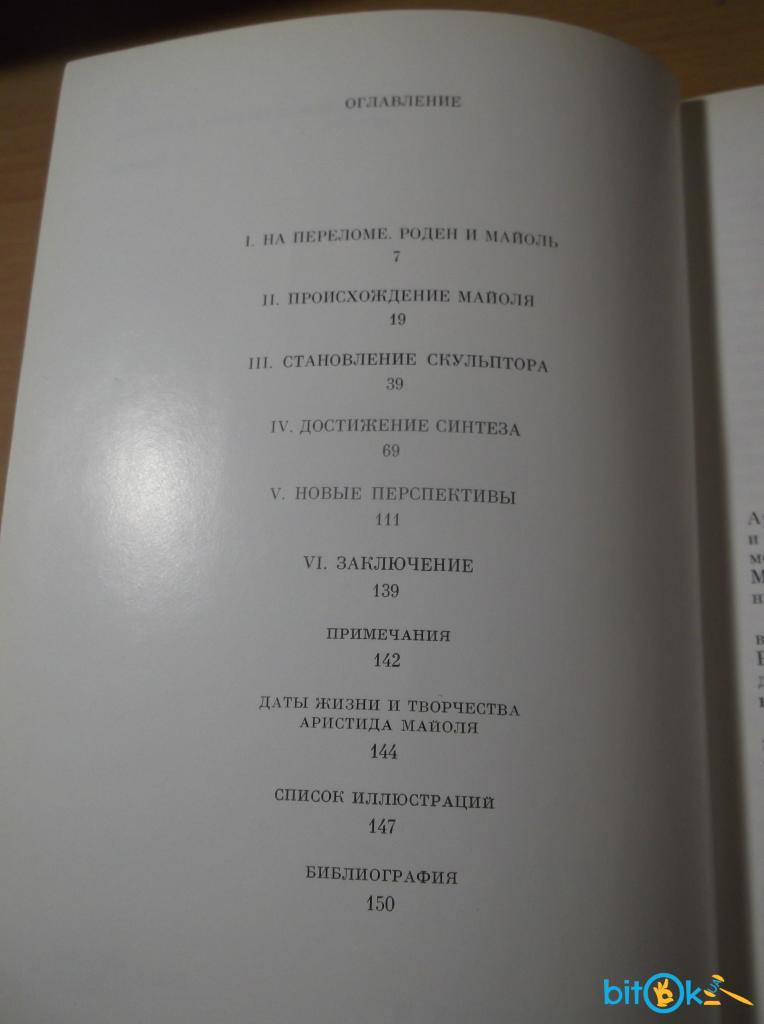 ОГЛАВЛЕНИЕ
I. НА ПЕРЕЛОМЕ. РОДЕН И МАЙОЛЬ
7
II. ПРОИСХОЖДЕНИЕ МАЙОЛЯ
19
III. СТАНОВЛЕНИЕ СКУЛЬПТОРА
39
IV. ДОСТИЖЕНИЕ СИНТЕЗА
69
V. НОВЫЕ ПЕРСПЕКТИВЫ
111
VI. ЗАКЛЮЧЕНИЕ
139
ПРИМЕЧАНИЯ
142
ДАТЫ ЖИЗНИ И ТВОРЧЕСТВА
АРИСТИДА МАЙОЛЯ
144
СПИСОК ИЛЛЮСТРАЦИЙ
147
БИБЛИОГРАФИЯ
150
bitOk.UA